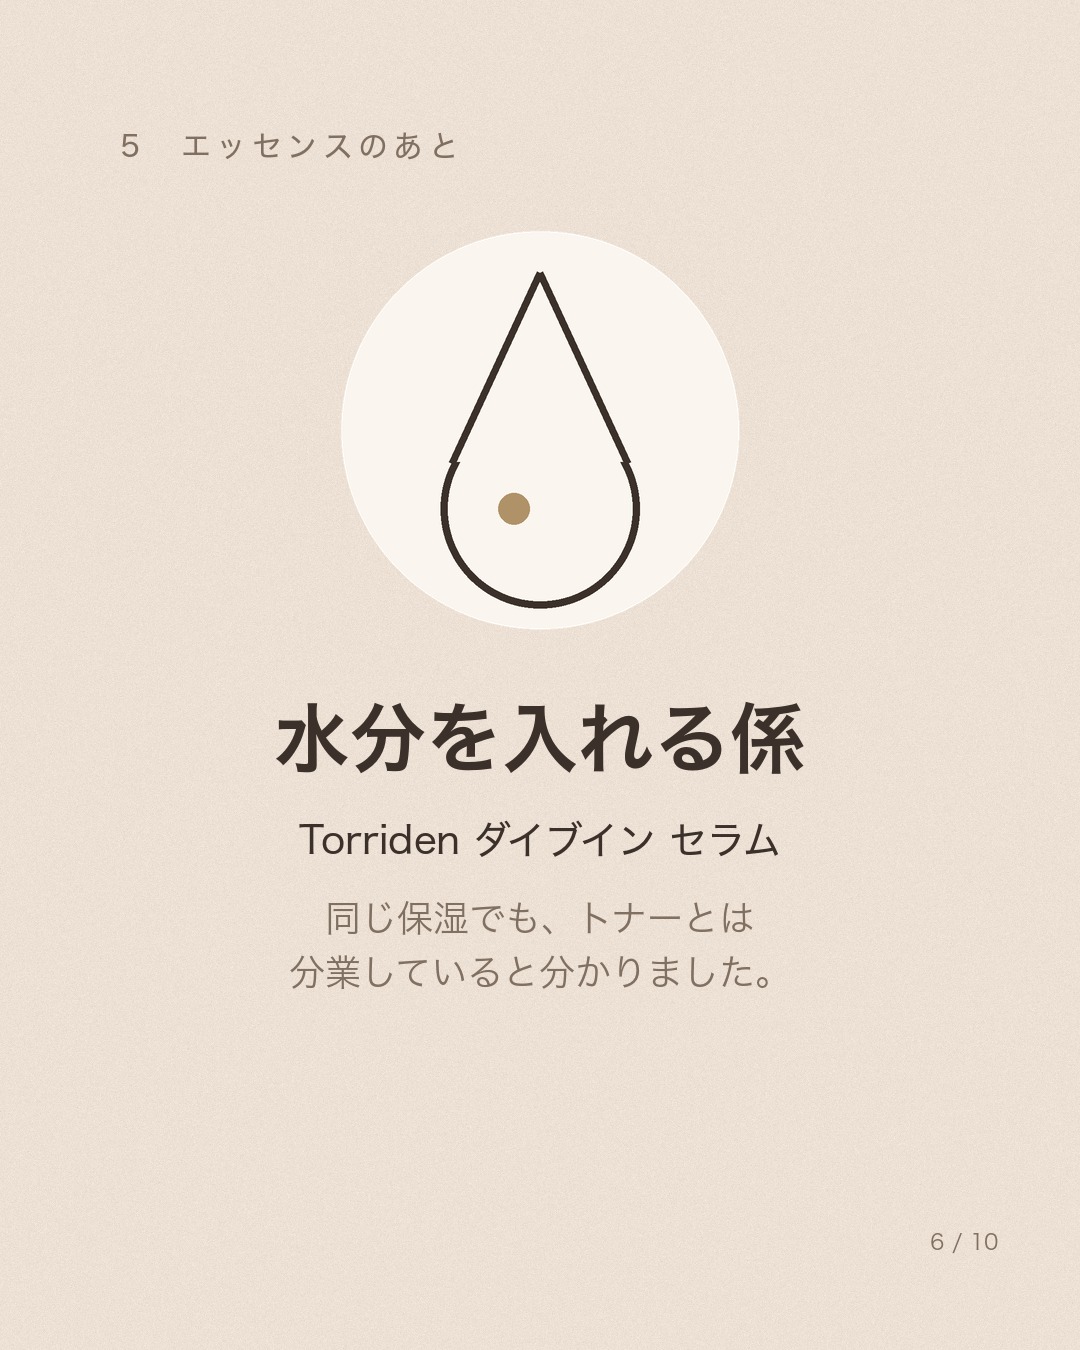 5 エッセンスのあと
水分を入れる係
Torriden ダイブイン セラム
同じ保湿でも、トナーとは
分業していると分かりました。
6 / 10